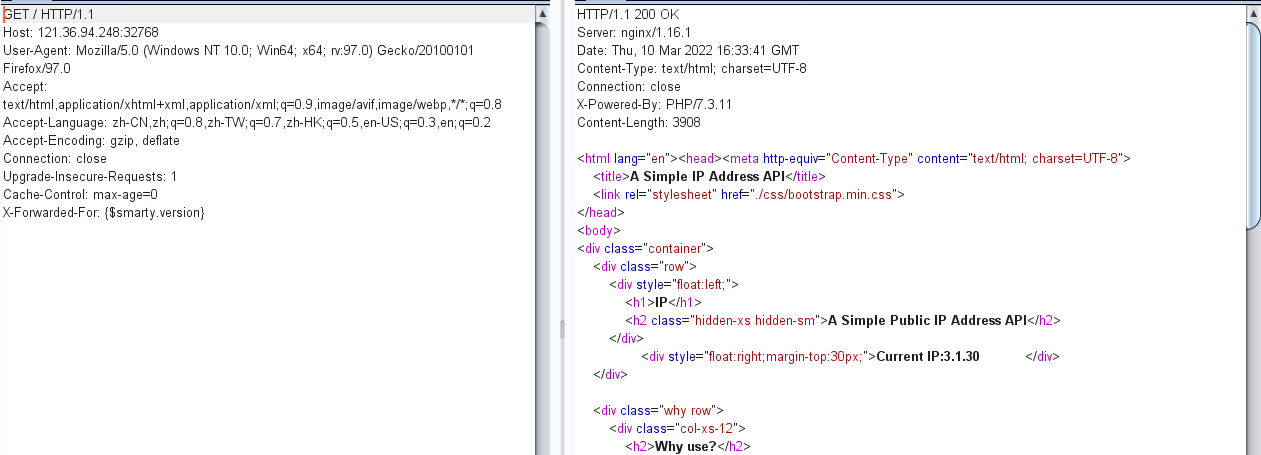 GET / HTTP/1.1
Host: 121.36.94.248:32768
User-Agent: Mozilla/5.0 (Windows NT 10.0; Win64; x64; rv:97.0) Gecko/20100101
Firefox/97.0
Accept:
text/html,application/xhtml+xml,application/xml;q=0.9,image/avif,image/webp,*/*;q=0.8
Accept-Language: zh-CN,zh;q=0.8,zh-TW;q=0.7,zh-HK;q=0.5,en-US;q=0.3,en;q=0.2
Accept-Encoding: gzip, deflate
Connection: close
Upgrade-Insecure-Requests: 1
Cache-Control: max-age=0
X-Forwarded-For: {$smarty.version}
HTTP/1.1 200 OK
Server: nginx/1.16.1
Date: Thu, 10 Mar 2022 16:33:41 GMT
Content-Type: text/html; charset=UTF-8
Connection: close
X-Powered-By: PHP/7.3.11
Content-Length: 3908
<html lang="en"><head><meta http-equiv="Content-Type" content="text/html; charset=UTF-8">
<title>A Simple IP Address API</title>
<link rel="stylesheet" href="./css/bootstrap.min.css">
</head>
<body>
<div class="container">
<div class="row">
<div style="float:left;">
<h1>IP</h1>
<h2 class="hidden-xs hidden-sm">A Simple Public IP Address API</h2>
</div>
<div style="float:right;margin-top:30px;">Current IP:3.1.30 </div>
</div>
<div class="why row">
<div class="col-xs-12">
<h2>Why use?</h2>